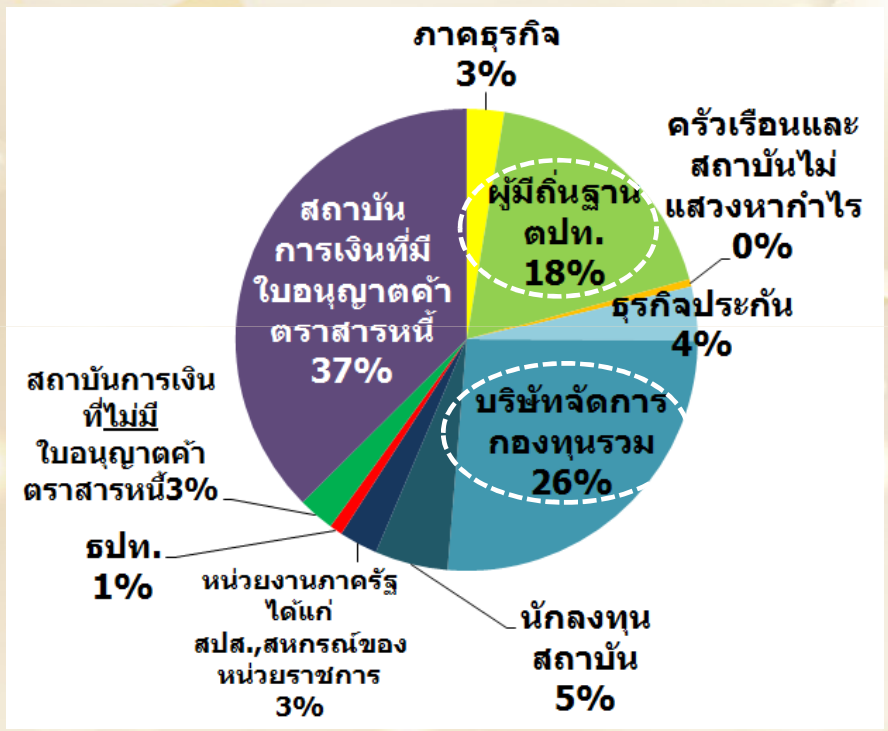 ภาคธุรกิจ
3%
ครัวเรือนและ
สถาบันไม่
แสวงหากำไร
0%
ผู้มีถิ่นฐาน
ตปท.
18%
ธุรกิจประกัน
4%
บริษัทจัดการ
กองทุนรวม
26%
นักลงทุน
สถาบัน
5%
หน่วยงานภาครัฐ
ได้แก่
สปส.,สหกรณ์ของ
หน่วยราชการ
3%
ธปท.
1%
สถาบันการเงิน
ที่ไม่มี
ใบอนุญาตค้า
ตราสารหนี้3%
สถาบัน
การเงินที่มี
ใบอนุญาตค้า
ตราสารหนี้
37%